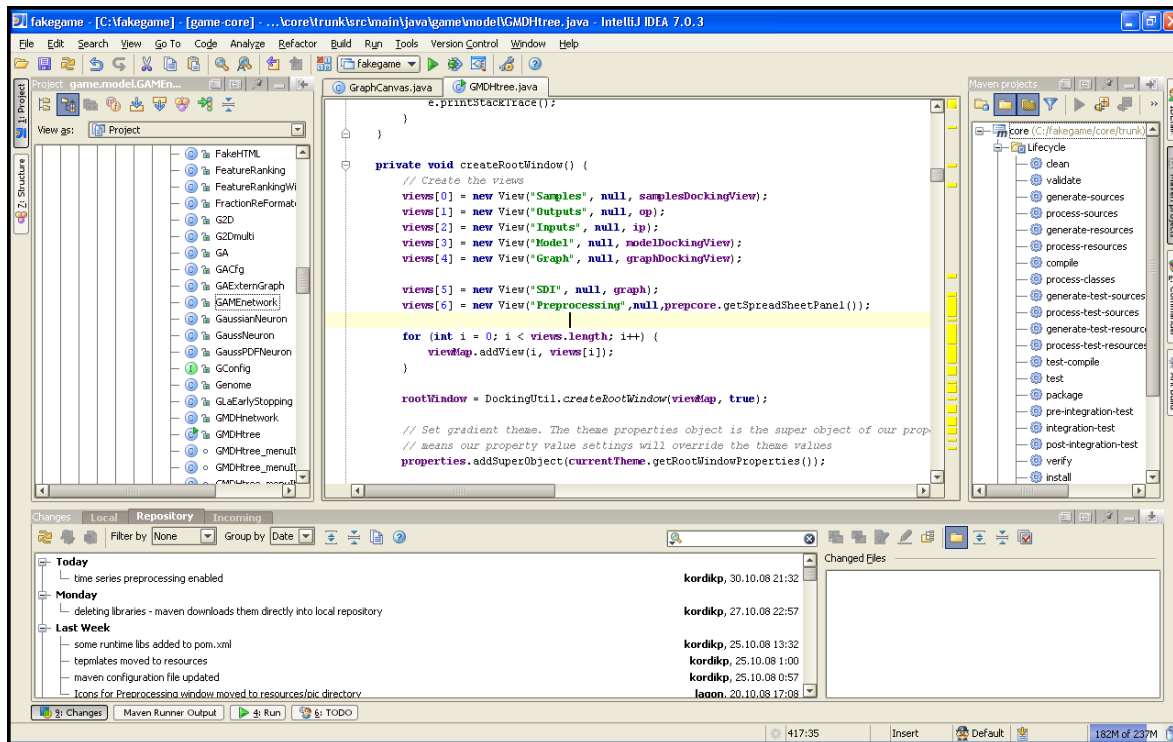 fakegame - [C:\fakegame] - [game-core] - ...\core\trunk\src\main\java\game\model\GMDHtree.java - IntelliJ IDEA 7.0.3
File Edit Search View Go To Code Analyze Refactor Build Run Tools Version Control Window Help
fakegame
Project game.model.GAMEn...
View as: Project
FakeHTML
FeatureRanking
FeatureRankingWi
FractionReFormat
G2D
G2Dmulti
GA
GACfg
GAExternGraph
GAMEnetwork
GaussianNeuron
GaussNeuron
GaussPDFNeuron
GConfig
Genome
GLaEarlyStopping
GMDHnetwork
GMDHtree
GMDHtree_menuIt
GMDHtree_menuIt
1: Project
7: Structure
GraphCanvas.java GMDHtree.java
e.printStackTrace();
}
}
private void createRootWindow() {
// Create the views
views[0] = new View("Samples", null, samplesDockingView);
views[1] = new View("Outputs", null, op);
views[2] = new View("Inputs", null, ip);
views[3] = new View("Model", null, modelDockingView);
views[4] = new View("Graph", null, graphDockingView);
views[5] = new View("SDI", null, graph);
views[6] = new View("Preprocessing",null,prepcore.getSpreadSheetPanel());
for (int i = 0; i < views.length; i++) {
viewMap.addView(i, views[i]);
}
rootWindow = DockingUtil.createRootWindow(viewMap, true);
// Set gradient theme. The theme properties object is the super object of our prop
// means our property value settings will override the theme values
properties.addSuperObject(currentTheme.getRootWindowProperties());
Maven projects
core (C:/fakegame/core/trunk)
Lifecycle
clean
validate
generate-sources
process-sources
generate-resources
process-resources
compile
process-classes
generate-test-sources
process-test-sources
generate-test-resource
process-test-resources
test-compile
test
package
pre-integration-test
integration-test
post-integration-test
verify
install
Changes Local Repository Incoming
Filter by None Group by Date
Changed Files
Today
time series preprocessing enabled kordikp, 30.10.08 21:32
Monday
deleting libraries - maven downloads them directly into local repository kordikp, 27.10.08 22:57
Last Week
some runtime libs added to pom.xml kordikp, 25.10.08 13:32
tepmlates moved to resources kordikp, 25.10.08 1:00
maven configuration file updated kordikp, 25.10.08 0:57
Icons for Preprocessing window moved to resources/pic directory lagon, 20.10.08 17:08
9: Changes Maven Runner Output 4: Run 6: TODO
417:35 Insert Default 182M of 237M